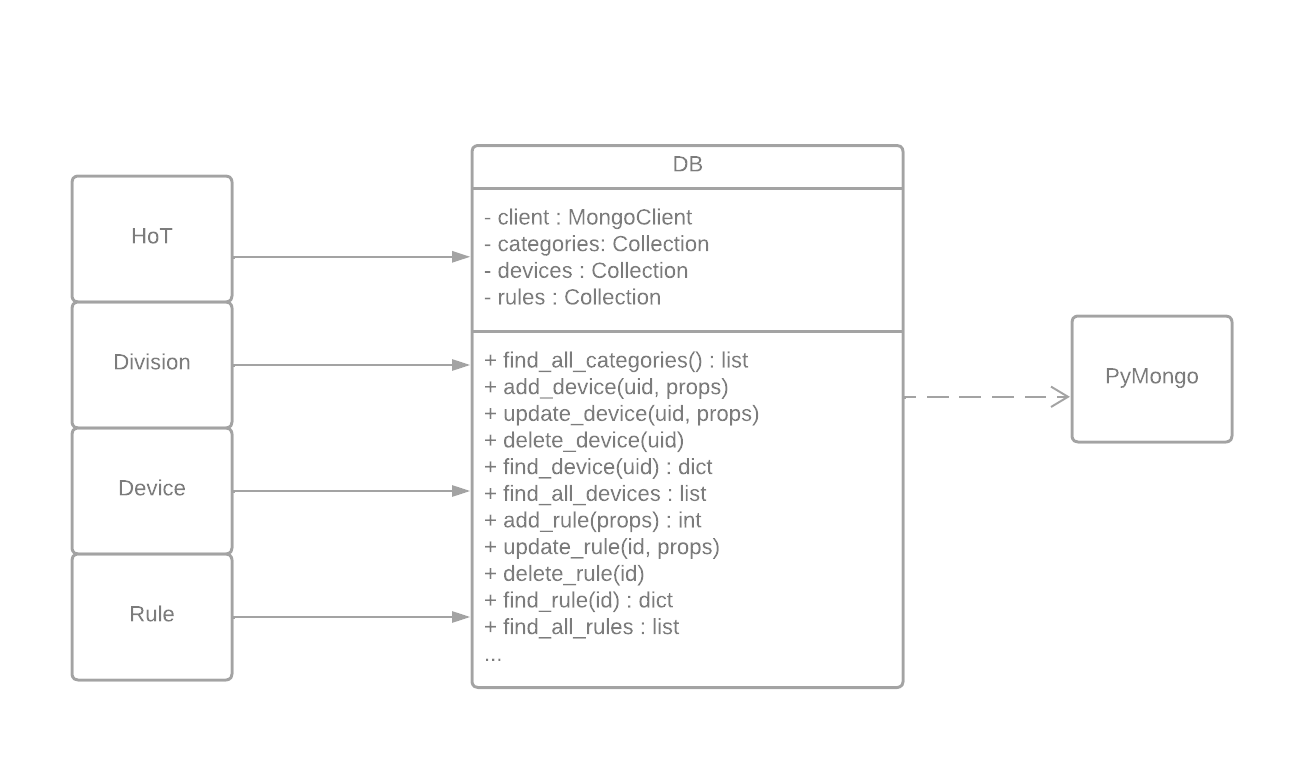 HoT
Division
Device
Rule
DB
- client : MongoClient
- categories: Collection
- devices : Collection
- rules : Collection
+ find_all_categories() : list
+ add_device(uid, props)
+ update_device(uid, props)
+ delete_device(uid)
+ find_device(uid) : dict
+ find_all_devices : list
+ add_rule(props) : int
+ update_rule(id, props)
+ delete_rule(id)
+ find_rule(id) : dict
+ find_all_rules : list
...
PyMongo